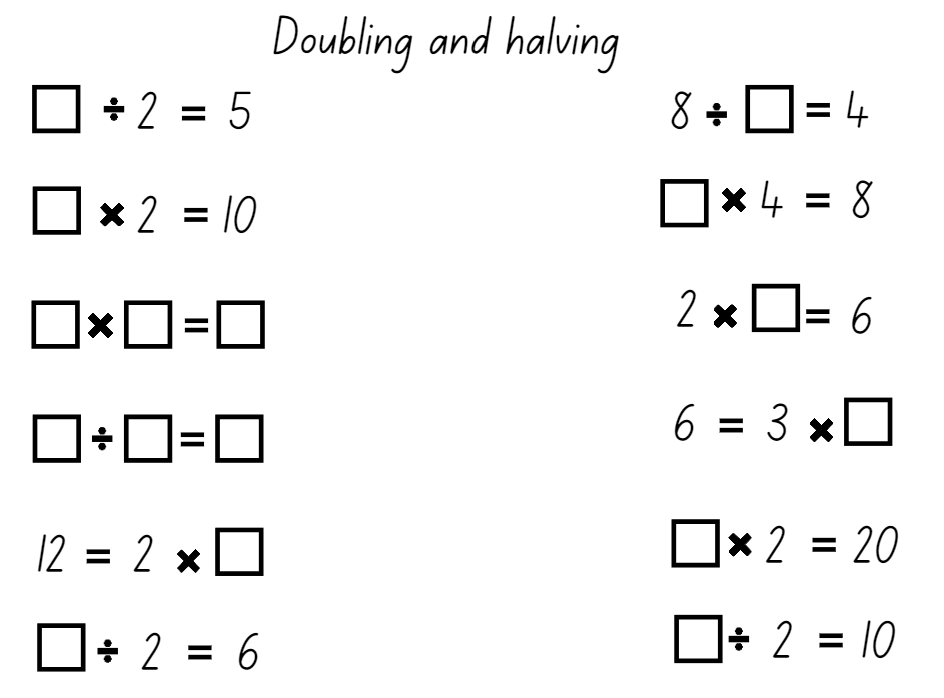 Doubling and halving
□ ÷ 2 = 5
□ × 2 = 10
□ × □ = □
□ ÷ □ = □
12 = 2 × □
□ ÷ 2 = 6
8 ÷ □ = 4
□ × 4 = 8
2 × □ = 6
6 = 3 × □
□ × 2 = 20
□ ÷ 2 = 10